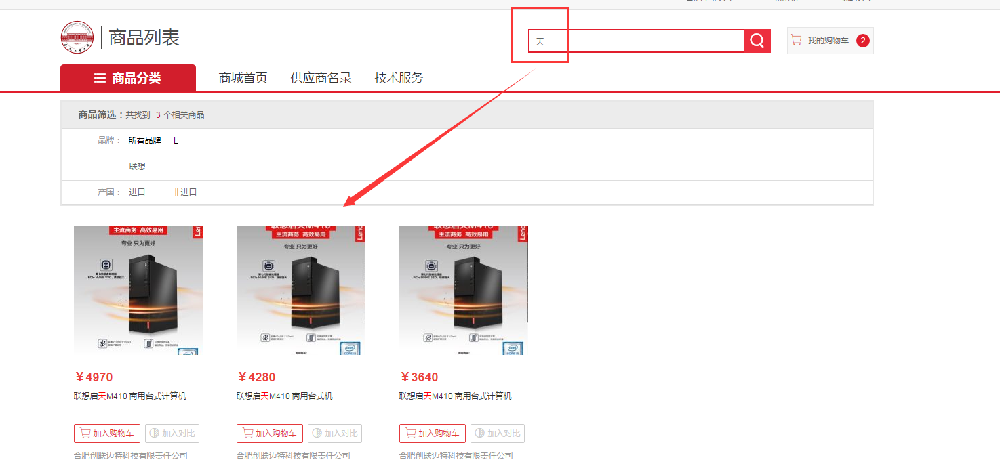 商品列表
天
我的购物车 2
商品分类 商城首页 供应商名录 技术服务
商品筛选：共找到 3 个相关商品
品牌： 所有品牌 L
联想
产国： 进口 非进口
主流商务 高效易用
专业 只为更好
PCIe NVME SSD，
主流商务 高效易用
专业 只为更好
PCIe NVME SSD，
主流商务 高效易用
专业 只为更好
PCIe NVME SSD，
¥4970 ¥4280 ¥3640
联想启天M410 商用台式计算机 联想启天M410 商用台式机 联想启天M410 商用台式计算机
加入购物车 加入对比 加入购物车 加入对比 加入购物车 加入对比
合肥创联迈特科技有限责任公司 合肥创联迈特科技有限责任公司 合肥创联迈特科技有限责任公司